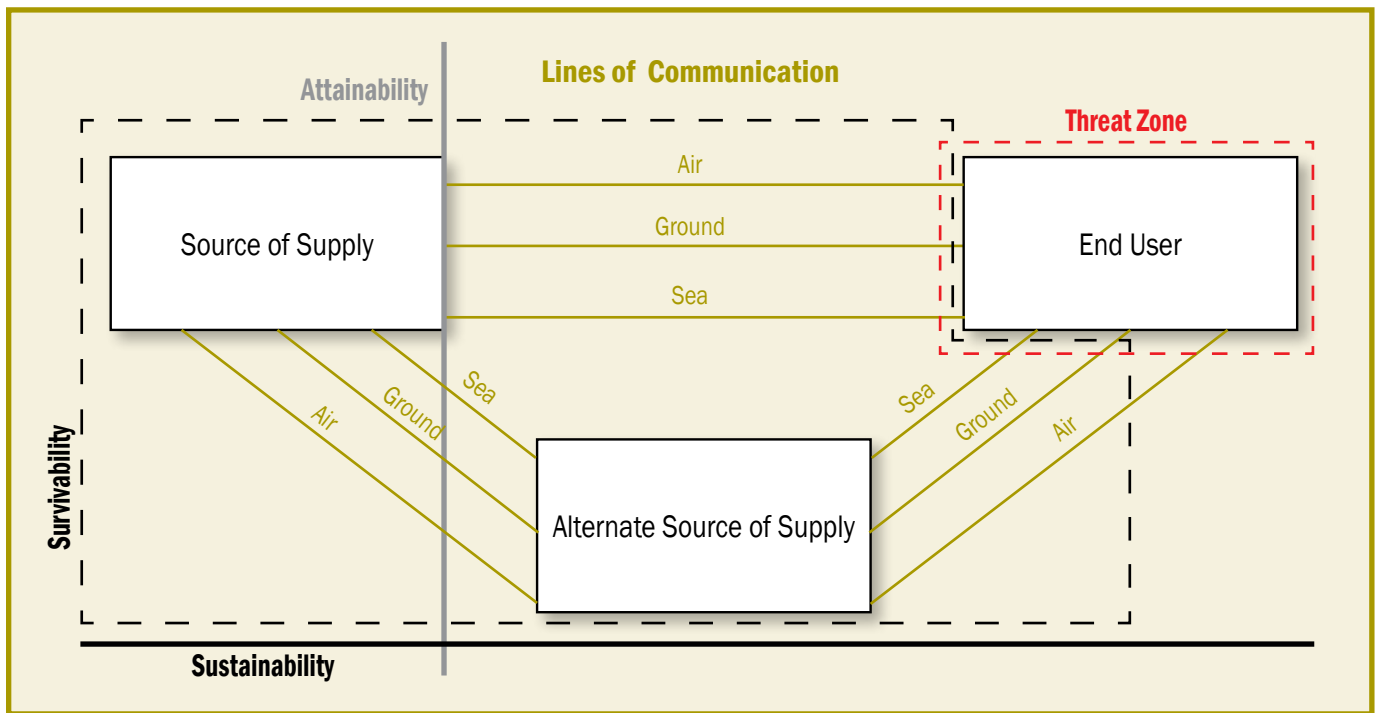 Lines of Communication
Attainability
Threat Zone
Air
Ground
Sea
Source of Supply
End User
Sea
Ground
Air
Sea
Ground
Air
Alternate Source of Supply
Survivability
Sustainability